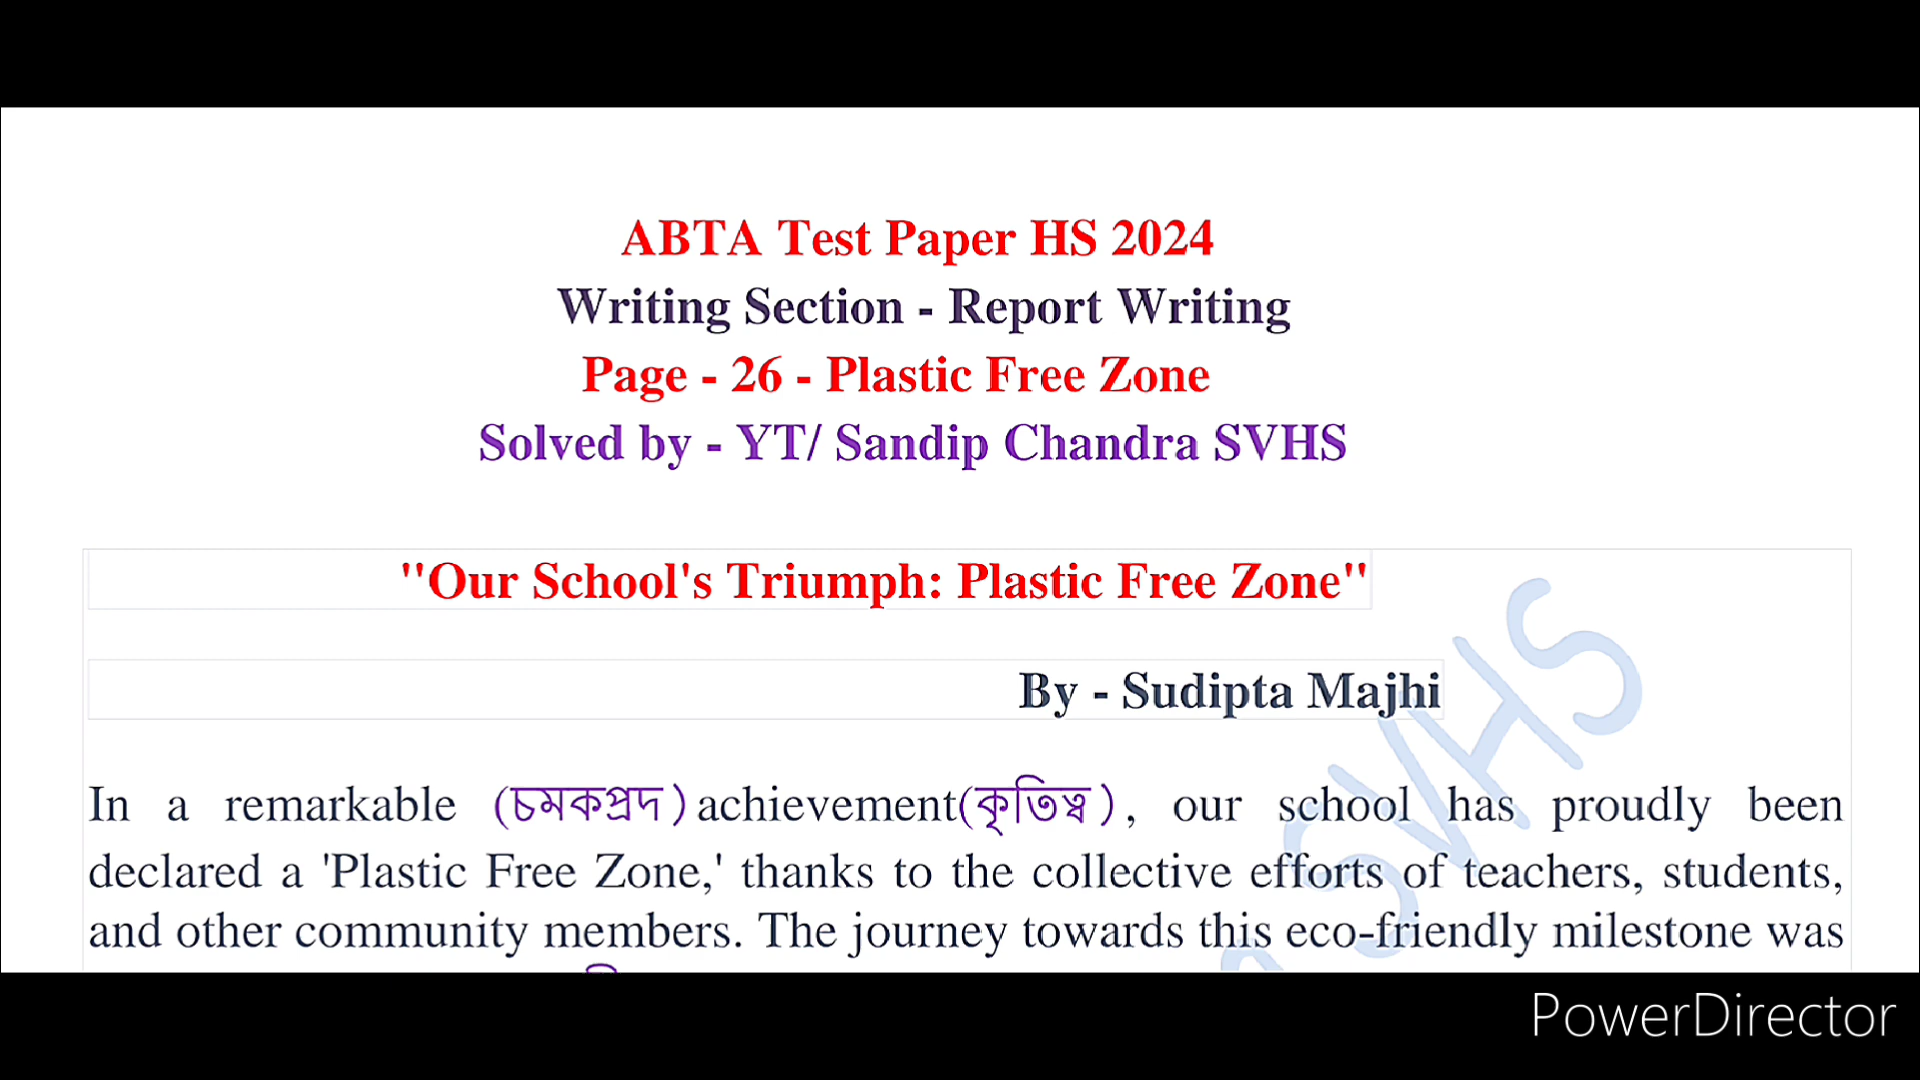 ABTA Test Paper HS 2024
Writing Section - Report Writing
Page - 26 - Plastic Free Zone
Solved by - YT/ Sandip Chandra SVHS
"Our School's Triumph: Plastic Free Zone"
By - Sudipta Majhi
In a remarkable (চমকপ্রদ) achievement(কৃতিত্ব), our school has proudly been
declared a 'Plastic Free Zone,' thanks to the collective efforts of teachers, students,
and other community members. The journey towards this eco-friendly milestone was
SVHS
PowerDirector